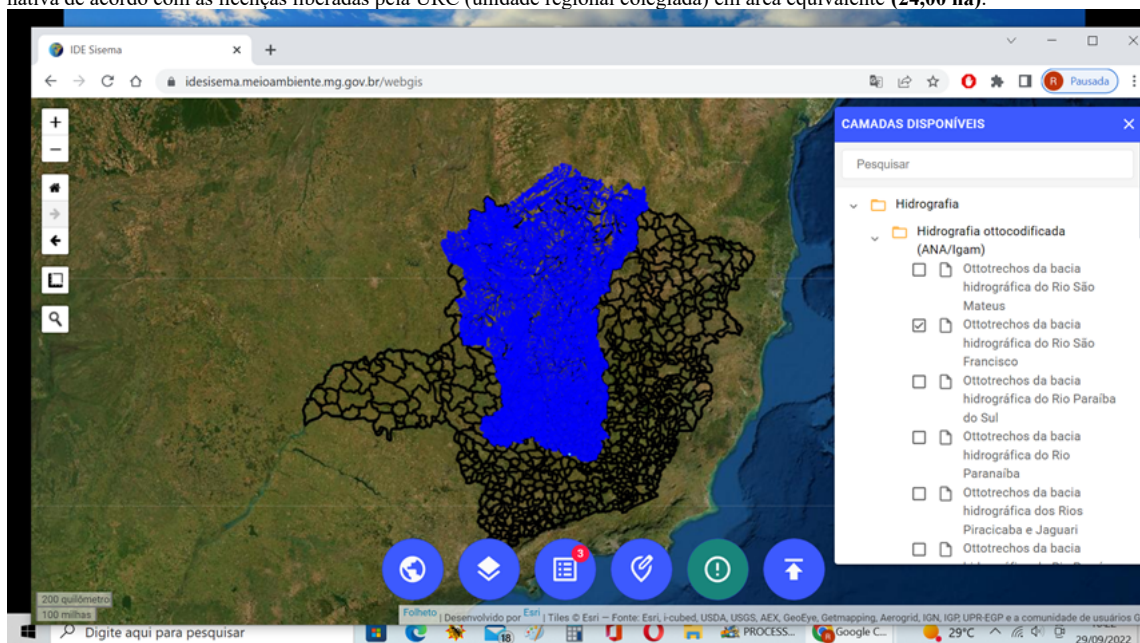 nativa de acordo com as licenças liberadas pela URC (unidade regional colegiada) em área equivalente (24,00 ha).
IDE Sisema
idesisema.meioambiente.mg.gov.br/webgis
R
Pausada
+
−
CAMADAS DISPONÍVEIS
Pesquisar
Hidrografia
Hidrografia ottocodificada
(ANA/Igam)
Ottotrechos da bacia
hidrográfica do Rio São
Mateus
Ottotrechos da bacia
hidrográfica do Rio São
Francisco
Ottotrechos da bacia
hidrográfica do Rio Paraíba
do Sul
Ottotrechos da bacia
hidrográfica do Rio
Paranaíba
Ottotrechos da bacia
hidrográfica dos Rios
Piracicaba e Jaguari
Ottotrechos da bacia
3
200 quilômetro
100 milhas
Folheto | Desenvolvido por Esri | Tiles © Esri — Fonte: Esri, i-cubed, USDA, USGS, AEX, GeoEye, Getmapping, Aerogrid, IGN, IGP, UPR-EGP e a comunidade de usuários
Digite aqui para pesquisar
18
PROCESS...
Google C...
29°C
29/09/2022